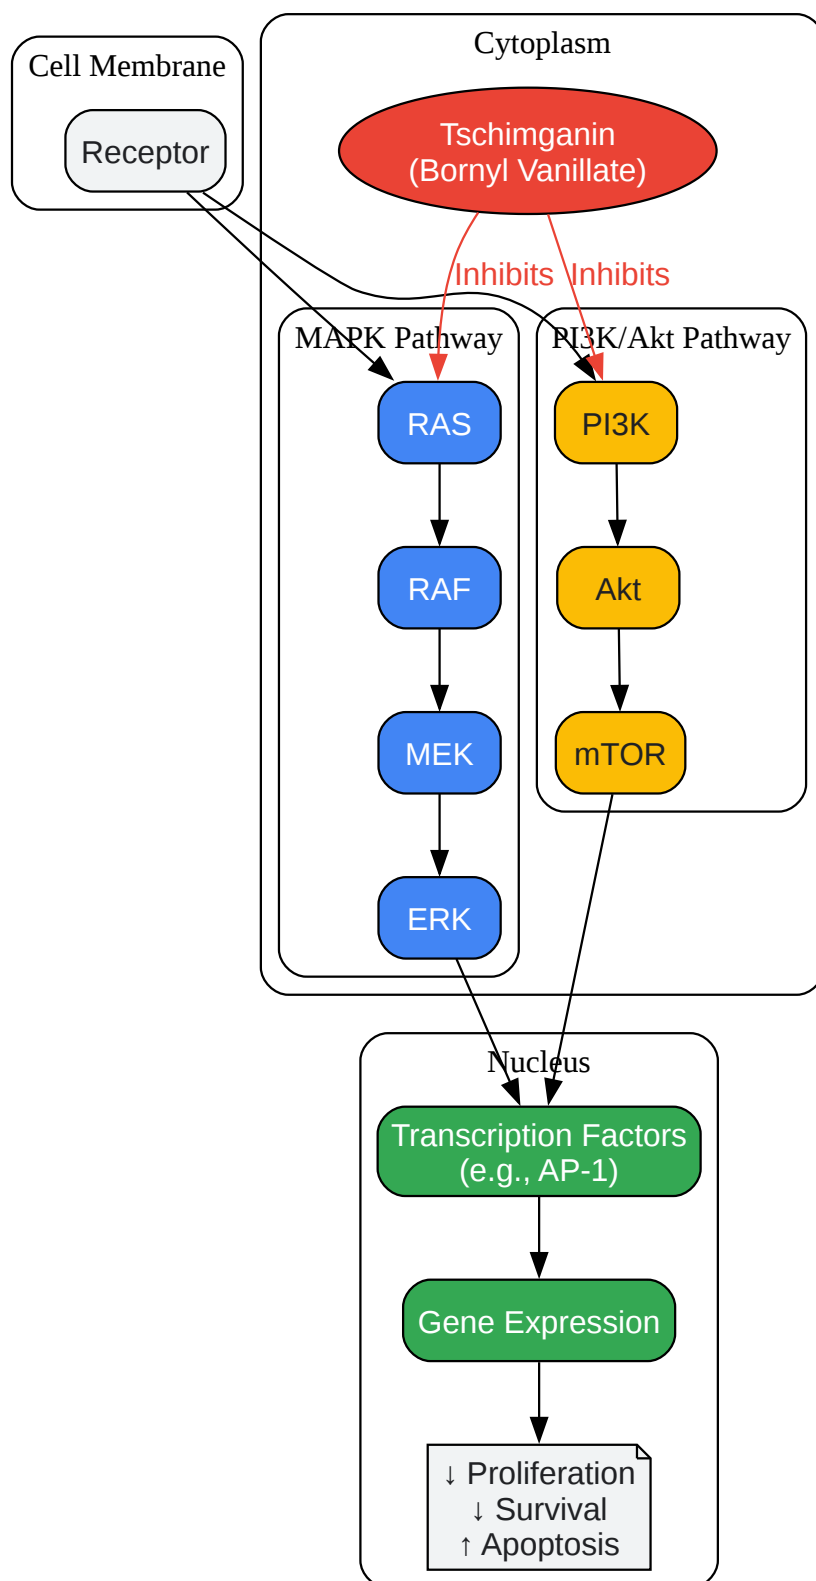 Cell Membrane
Receptor
Cytoplasm
Tschimganin
(Bornyl Vanillate)
Inhibits
Inhibits
MAPK Pathway
RAS
RAF
MEK
ERK
PI3K/Akt Pathway
PI3K
Akt
mTOR
Nucleus
Transcription Factors
(e.g., AP-1)
Gene Expression
↓ Proliferation
↓ Survival
↑ Apoptosis